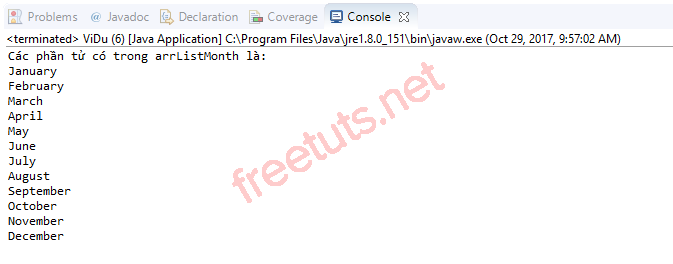 Problems @ Javadoc Declaration Coverage Console
<terminated> ViDu (6) [Java Application] C:\Program Files\Java\jre1.8.0_151\bin\javaw.exe (Oct 29, 2017, 9:57:02 AM)
Các phần tử có trong arrListMonth là:
January
February
March
April
May
June
July
August
September
October
November
December
freetuts.net